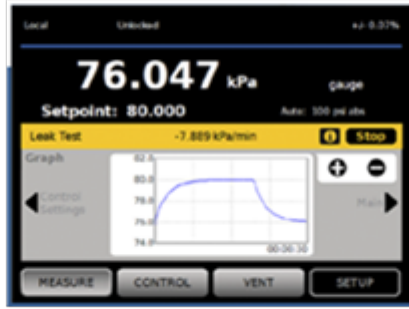 Local Unlocked +/- 0.37%
76.047 kPa gauge
Setpoint: 80.000 Auto: 100 psi abs
Leak Test -7.889 kPa/min Stop
Graph
82.0
80.0
Control
Settings
78.0
Main
76.0
74.0
00:00:30
MEASURE CONTROL VENT SETUP